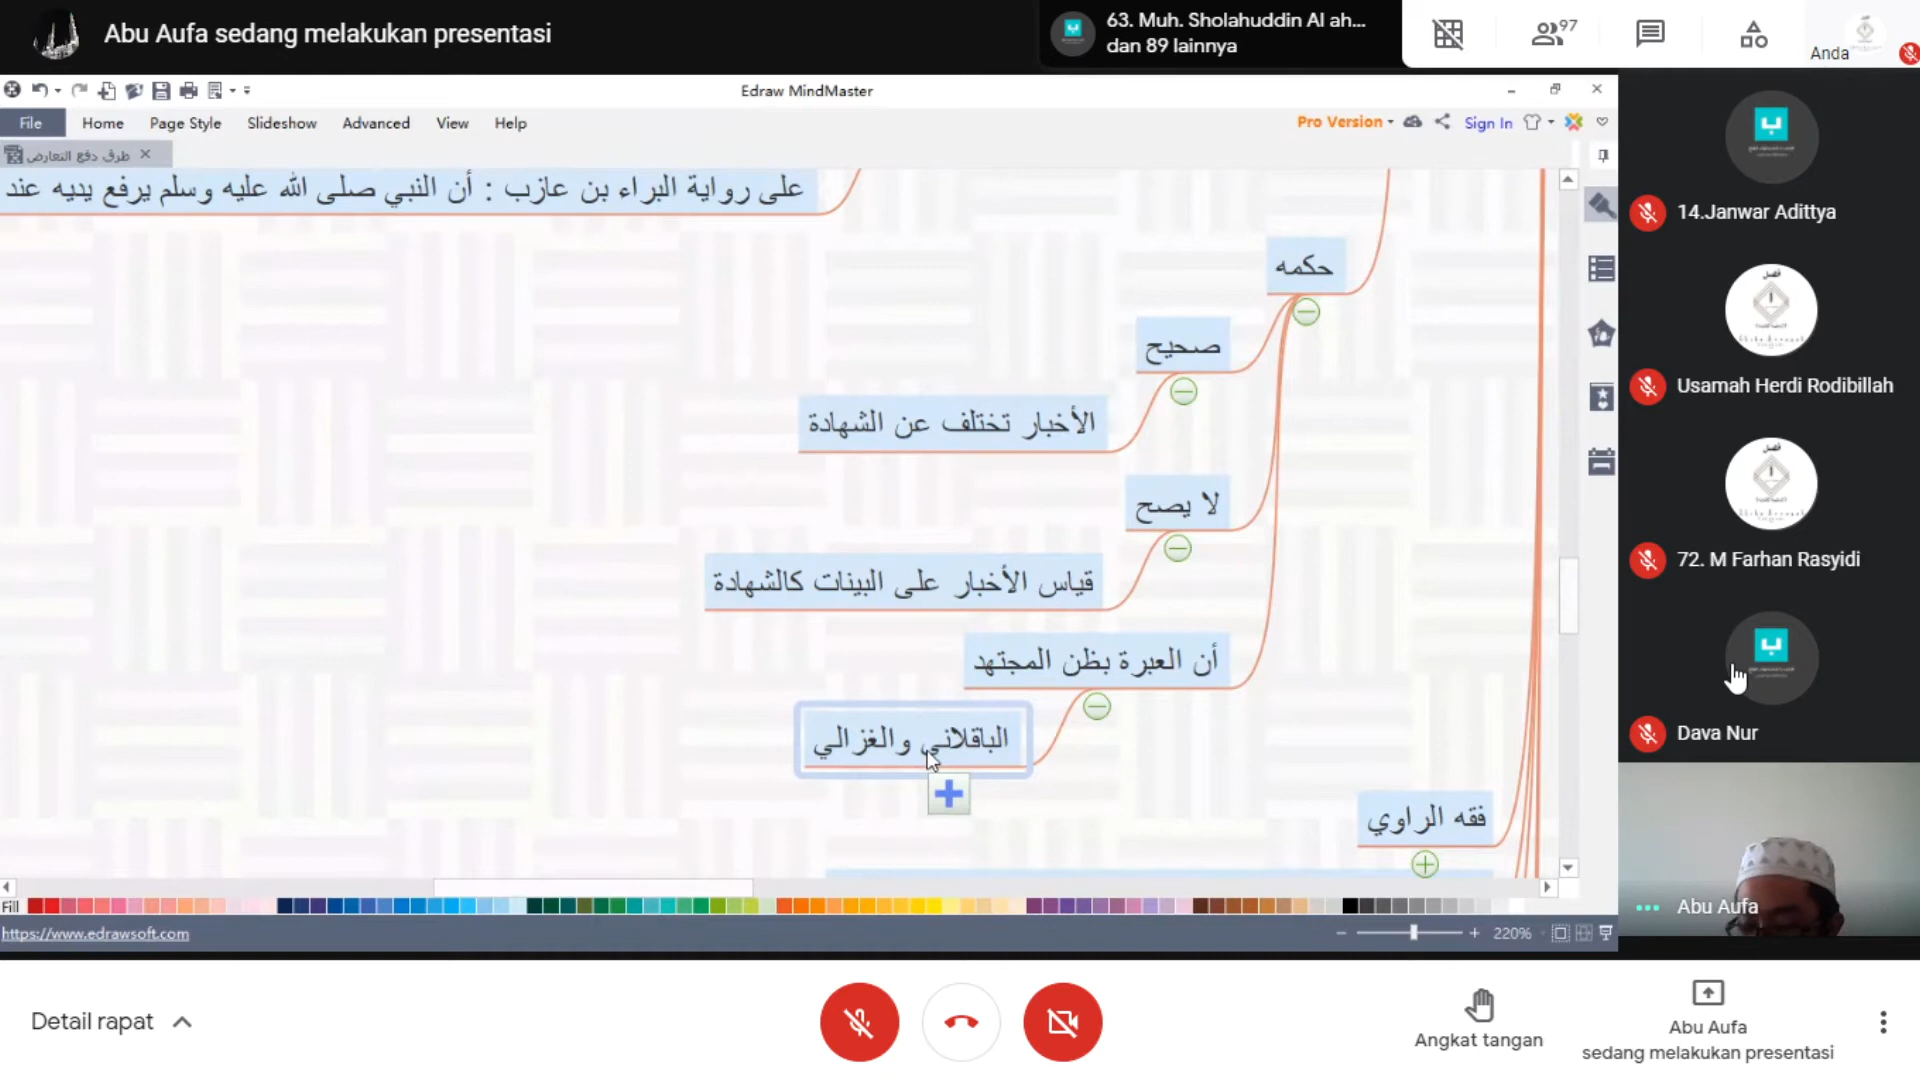 Abu Aufa sedang melakukan presentasi
63. Muh. Sholahuddin Al ah...
dan 89 lainnya
97
Anda
Edraw MindMaster
File Home Page Style Slideshow Advanced View Help
Pro Version Sign In
طرق دفع التعارض
على رواية البراء بن عازب : أن النبي صلى الله عليه وسلم يرفع يديه عند
حكمه
صحيح
الأخبار تختلف عن الشهادة
لا يصح
قياس الأخبار على البينات كالشهادة
أن العبرة بظن المجتهد
الباقلاني والغزالي
فقه الراوي
Fill
https://www.edrawsoft.com
220%
14.Janwar Adittya
فصل
Usamah Herdi Rodibillah
فصل
72. M Farhan Rasyidi
Dava Nur
Abu Aufa
Detail rapat
Angkat tangan
Abu Aufa
sedang melakukan presentasi